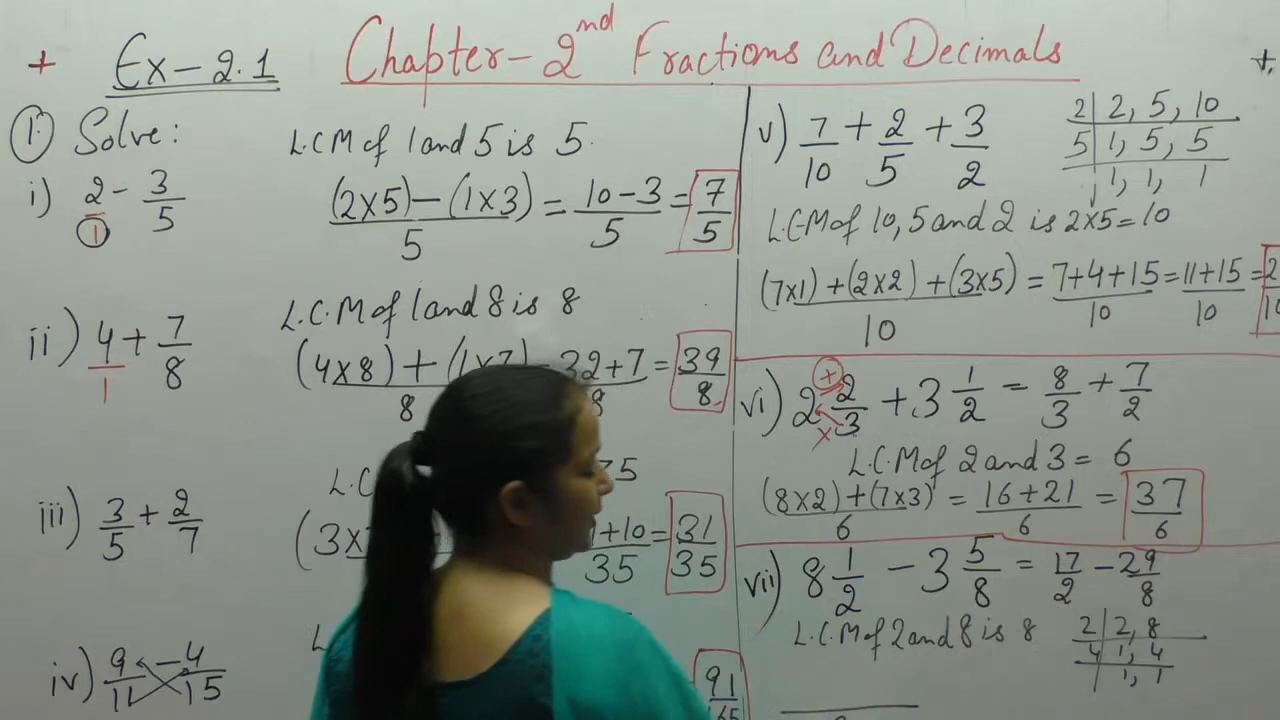 Ex-2.1 Chapter-2nd Fractions and Decimals
① Solve:
i) 2/1 - 3/5
L.C.M of 1 and 5 is 5.
(2×5)-(1×3)/5 = 10-3/5 = 7/5
ii) 4/1 + 7/8
L.C.M of 1 and 8 is 8
(4×8)+(1×7)/8 = 32+7/8 = 39/8
iii) 3/5 + 2/7
35
(3× 1+10/35 = 31/35
iv) 9/11 - 4/15
91
v) 7/10 + 2/5 + 3/2
2 | 2, 5, 10
5 | 1, 5, 5
| 1, 1, 1
L.C.M of 10, 5 and 2 is 2×5=10
(7×1)+(2×2)+(3×5)/10 = 7+4+15/10 = 11+15/10 =
vi) 2 2/3 + 3 1/2 = 8/3 + 7/2
L.C.M of 2 and 3 = 6
(8×2)+(7×3)/6 = 16+21/6 = 37/6
vii) 8 1/2 - 3 5/8 = 17/2 - 29/8
L.C.M of 2 and 8 is 8
2 | 2, 8
4 | 1, 4
| 1, 1